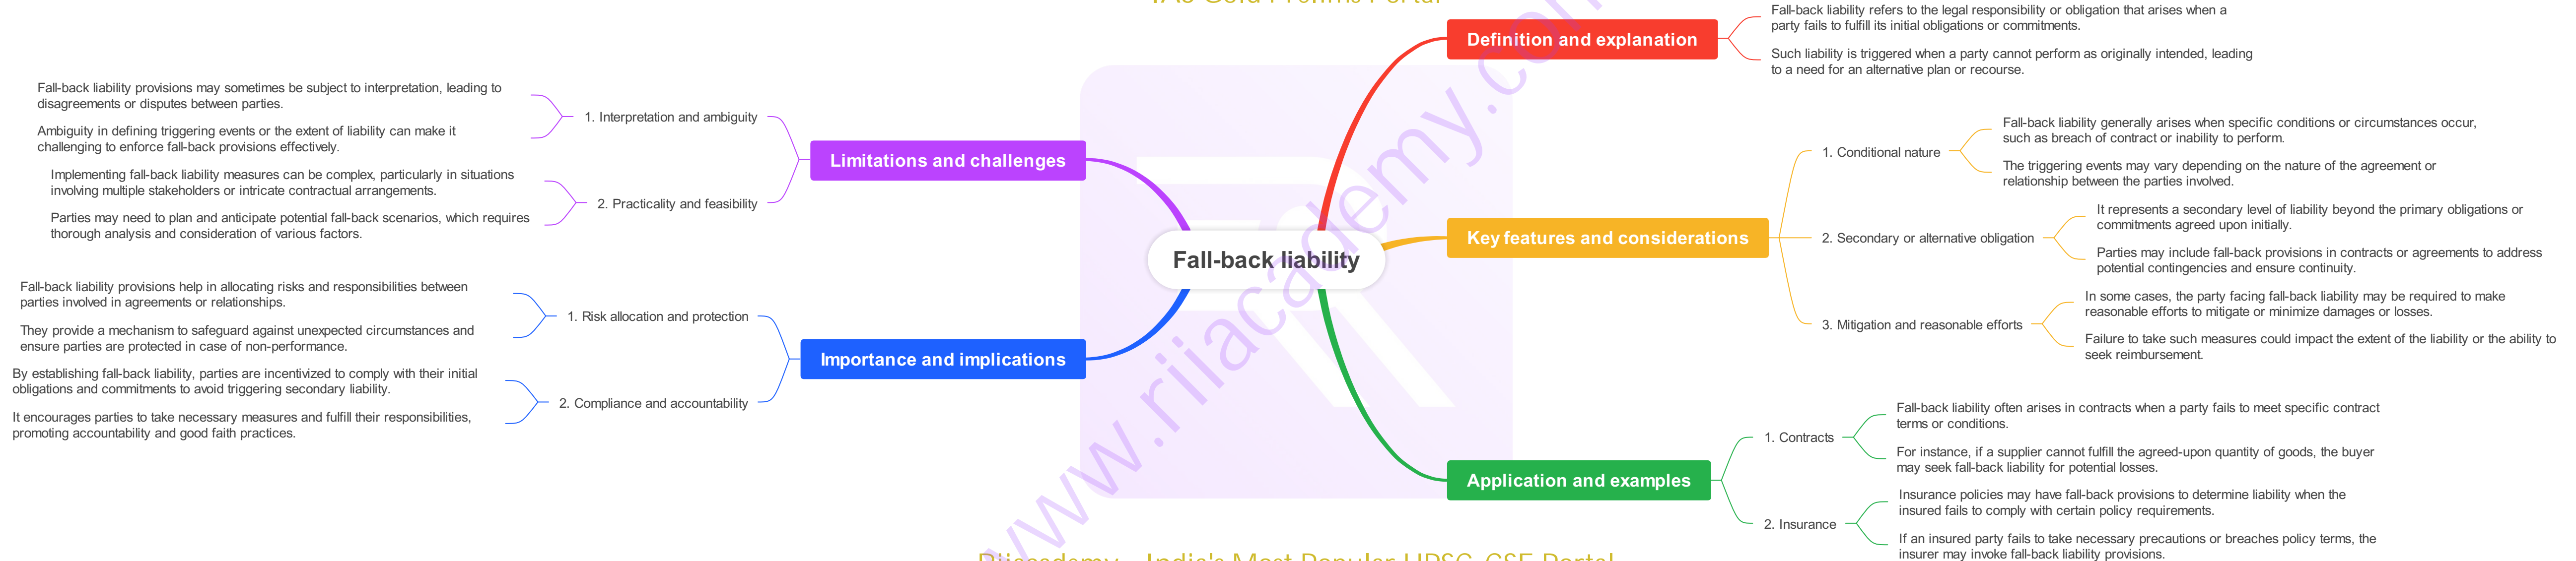 Fall-back liability
Definition and explanation
Fall-back liability refers to the legal responsibility or obligation that arises when a
party fails to fulfill its initial obligations or commitments.
Such liability is triggered when a party cannot perform as originally intended, leading
to a need for an alternative plan or recourse.
Key features and considerations
1. Conditional nature
Fall-back liability generally arises when specific conditions or circumstances occur,
such as breach of contract or inability to perform.
The triggering events may vary depending on the nature of the agreement or
relationship between the parties involved.
2. Secondary or alternative obligation
It represents a secondary level of liability beyond the primary obligations or
commitments agreed upon initially.
Parties may include fall-back provisions in contracts or agreements to address
potential contingencies and ensure continuity.
3. Mitigation and reasonable efforts
In some cases, the party facing fall-back liability may be required to make
reasonable efforts to mitigate or minimize damages or losses.
Failure to take such measures could impact the extent of the liability or the ability to
seek reimbursement.
Application and examples
1. Contracts
Fall-back liability often arises in contracts when a party fails to meet specific contract
terms or conditions.
For instance, if a supplier cannot fulfill the agreed-upon quantity of goods, the buyer
may seek fall-back liability for potential losses.
2. Insurance
Insurance policies may have fall-back provisions to determine liability when the
insured fails to comply with certain policy requirements.
If an insured party fails to take necessary precautions or breaches policy terms, the
insurer may invoke fall-back liability provisions.
Limitations and challenges
1. Interpretation and ambiguity
Fall-back liability provisions may sometimes be subject to interpretation, leading to
disagreements or disputes between parties.
Ambiguity in defining triggering events or the extent of liability can make it
challenging to enforce fall-back provisions effectively.
2. Practicality and feasibility
Implementing fall-back liability measures can be complex, particularly in situations
involving multiple stakeholders or intricate contractual arrangements.
Parties may need to plan and anticipate potential fall-back scenarios, which requires
thorough analysis and consideration of various factors.
Importance and implications
1. Risk allocation and protection
Fall-back liability provisions help in allocating risks and responsibilities between
parties involved in agreements or relationships.
They provide a mechanism to safeguard against unexpected circumstances and
ensure parties are protected in case of non-performance.
2. Compliance and accountability
By establishing fall-back liability, parties are incentivized to comply with their initial
obligations and commitments to avoid triggering secondary liability.
It encourages parties to take necessary measures and fulfill their responsibilities,
promoting accountability and good faith practices.
www.riiacademy.com
India's Most Popular UPSC CSE Portal